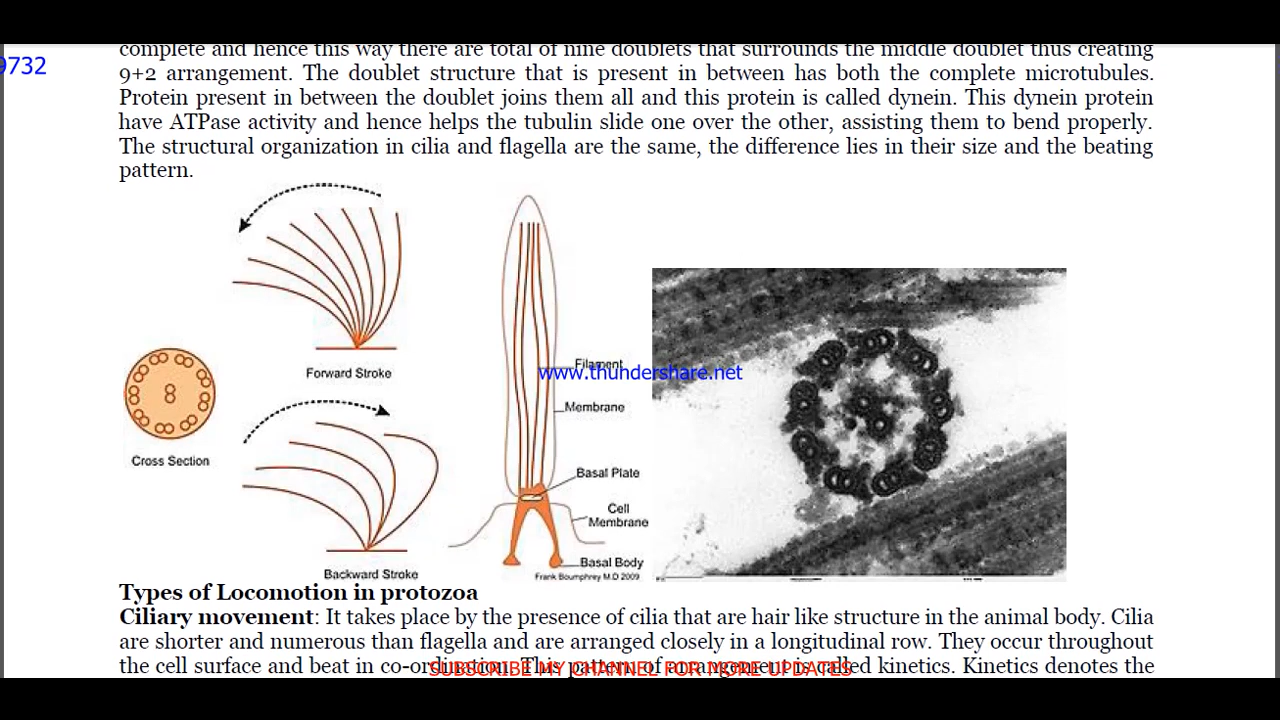 complete and hence this way there are total of nine doublets that surrounds the middle doublet thus creating
9732
9+2 arrangement. The doublet structure that is present in between has both the complete microtubules.
Protein present in between the doublet joins them all and this protein is called dynein. This dynein protein
have ATPase activity and hence helps the tubulin slide one over the other, assisting them to bend properly.
The structural organization in cilia and flagella are the same, the difference lies in their size and the beating
pattern.
Forward Stroke
Cross Section
Backward Stroke
Filament
www.thundershare.net
Membrane
Basal Plate
Cell
Membrane
Basal Body
Frank Boumphrey M.D 2009
Types of Locomotion in protozoa
Ciliary movement: It takes place by the presence of cilia that are hair like structure in the animal body. Cilia
are shorter and numerous than flagella and are arranged closely in a longitudinal row. They occur throughout
the cell surface and beat in co-ordination. This pattern of arrangement is called kinetics. Kinetics denotes the
SUBSCRIBE MY CHANNEL FOR MORE UPDATES